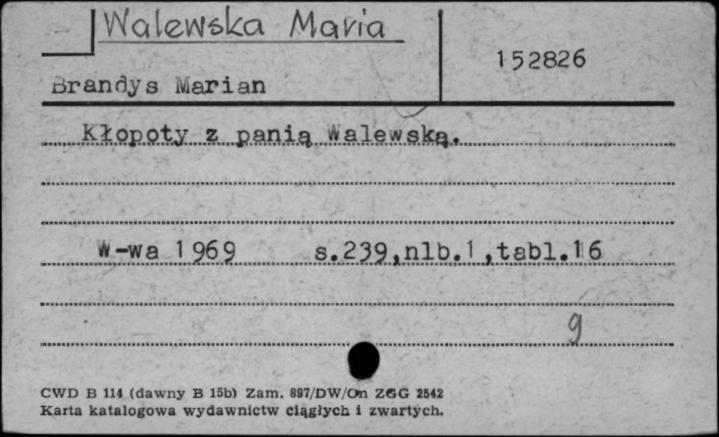 Walewska Maria
152826
Brandys Marian
Kłopoty z panią Walewską.
W-wa 1969 s.239,nlb.1,tabl.16
g
CWD B 114 (dawny B 15b) Zam. 897/DW/On ZGG 2542
Karta katalogowa wydawnictw ciągłych i zwartych.